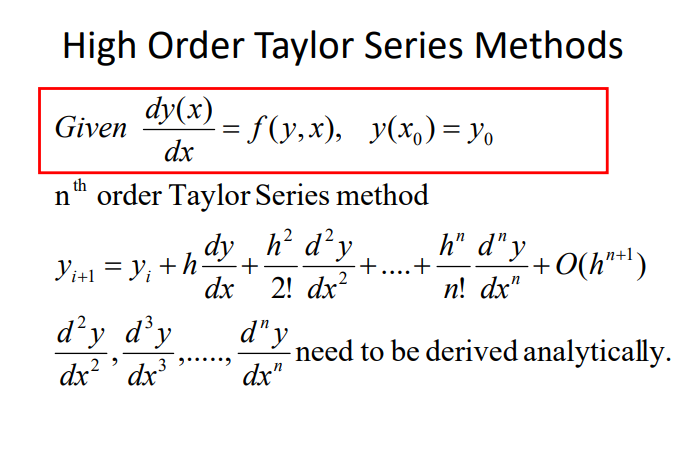 High Order Taylor Series Methods
Given dy(x)/dx = f(y,x), y(x₀) = y₀
nᵗʰ order Taylor Series method
yᵢ₊₁ = yᵢ + h dy/dx + h²/2! d²y/dx² + .... + hⁿ/n! dⁿy/dxⁿ + O(hⁿ⁺¹)
d²y/dx², d³y/dx³,....., dⁿy/dxⁿ need to be derived analytically.